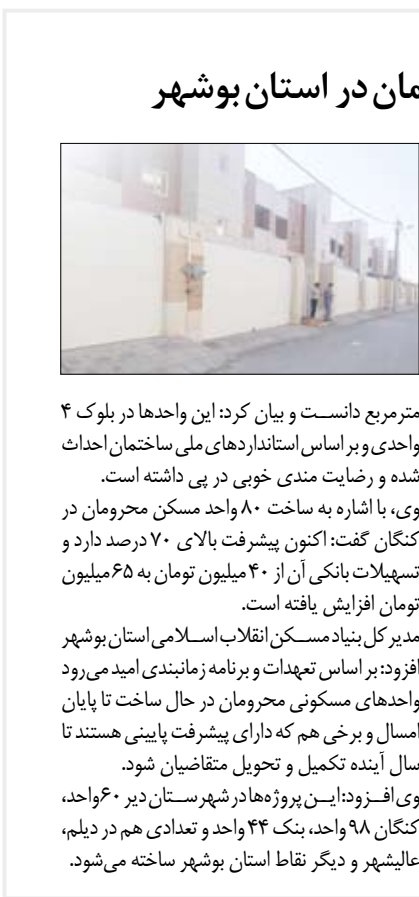 مان در استان بوشهر
مترمربع دانست و بیان کرد: این واحدها در بلوک ۴
واحدی و بر اساس استانداردهای ملی ساختمان احداث
شده و رضایت مندی خوبی در پی داشته است.
وی، با اشاره به ساخت ۸۰ واحد مسکن محرومان در
کنگان گفت: اکنون پیشرفت بالای ۷۰ درصد دارد و
تسهیلات بانکی آن از ۴۰ میلیون تومان به ۶۵ میلیون
تومان افزایش یافته است.
مدیر کل بنیاد مسکن انقلاب اسلامی استان بوشهر
افزود: بر اساس تعهدات و برنامه زمانبندی امید می‌رود
واحدهای مسکونی محرومان در حال ساخت تا پایان
امسال و برخی هم که دارای پیشرفت پایینی هستند تا
سال آینده تکمیل و تحویل متقاضیان شود.
وی افزود: این پروژه‌ها در شهرستان دیر ۶۰ واحد،
کنگان ۹۸ واحد، بنک ۴۴ واحد و تعدادی هم در دیلم،
عالیشهر و دیگر نقاط استان بوشهر ساخته می‌شود.